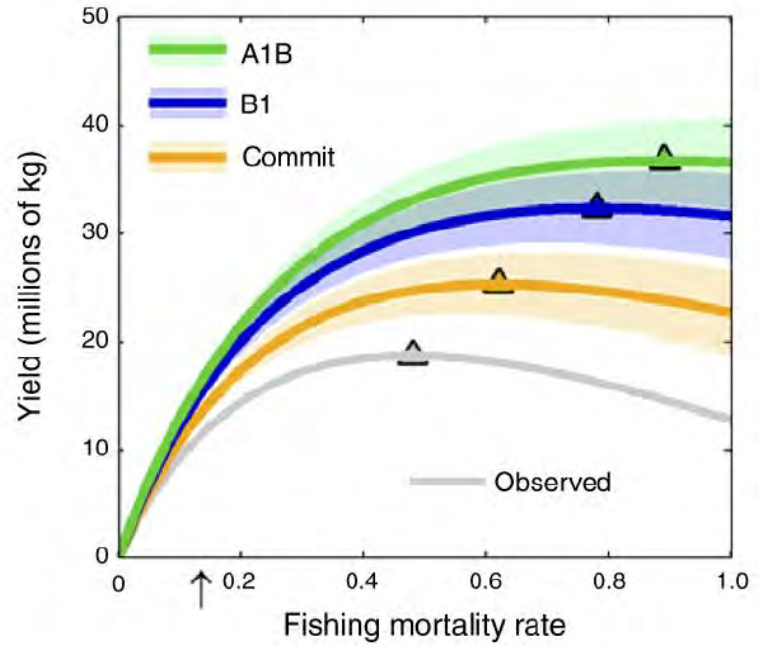 50
A1B
B1
40
Commit
30
20
10
Observed
0
0 0.2 0.4 0.6 0.8 1.0
Fishing mortality rate
Yield (millions of kg)